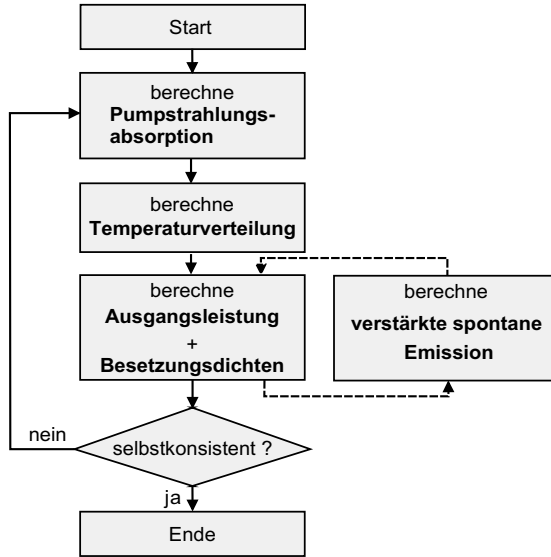 Start
berechne
Pumpstrahlungs-
absorption
berechne
Temperaturverteilung
berechne
Ausgangsleistung
+
Besetzungsdichten
berechne
verstärkte spontane
Emission
nein
selbstkonsistent ?
ja
Ende